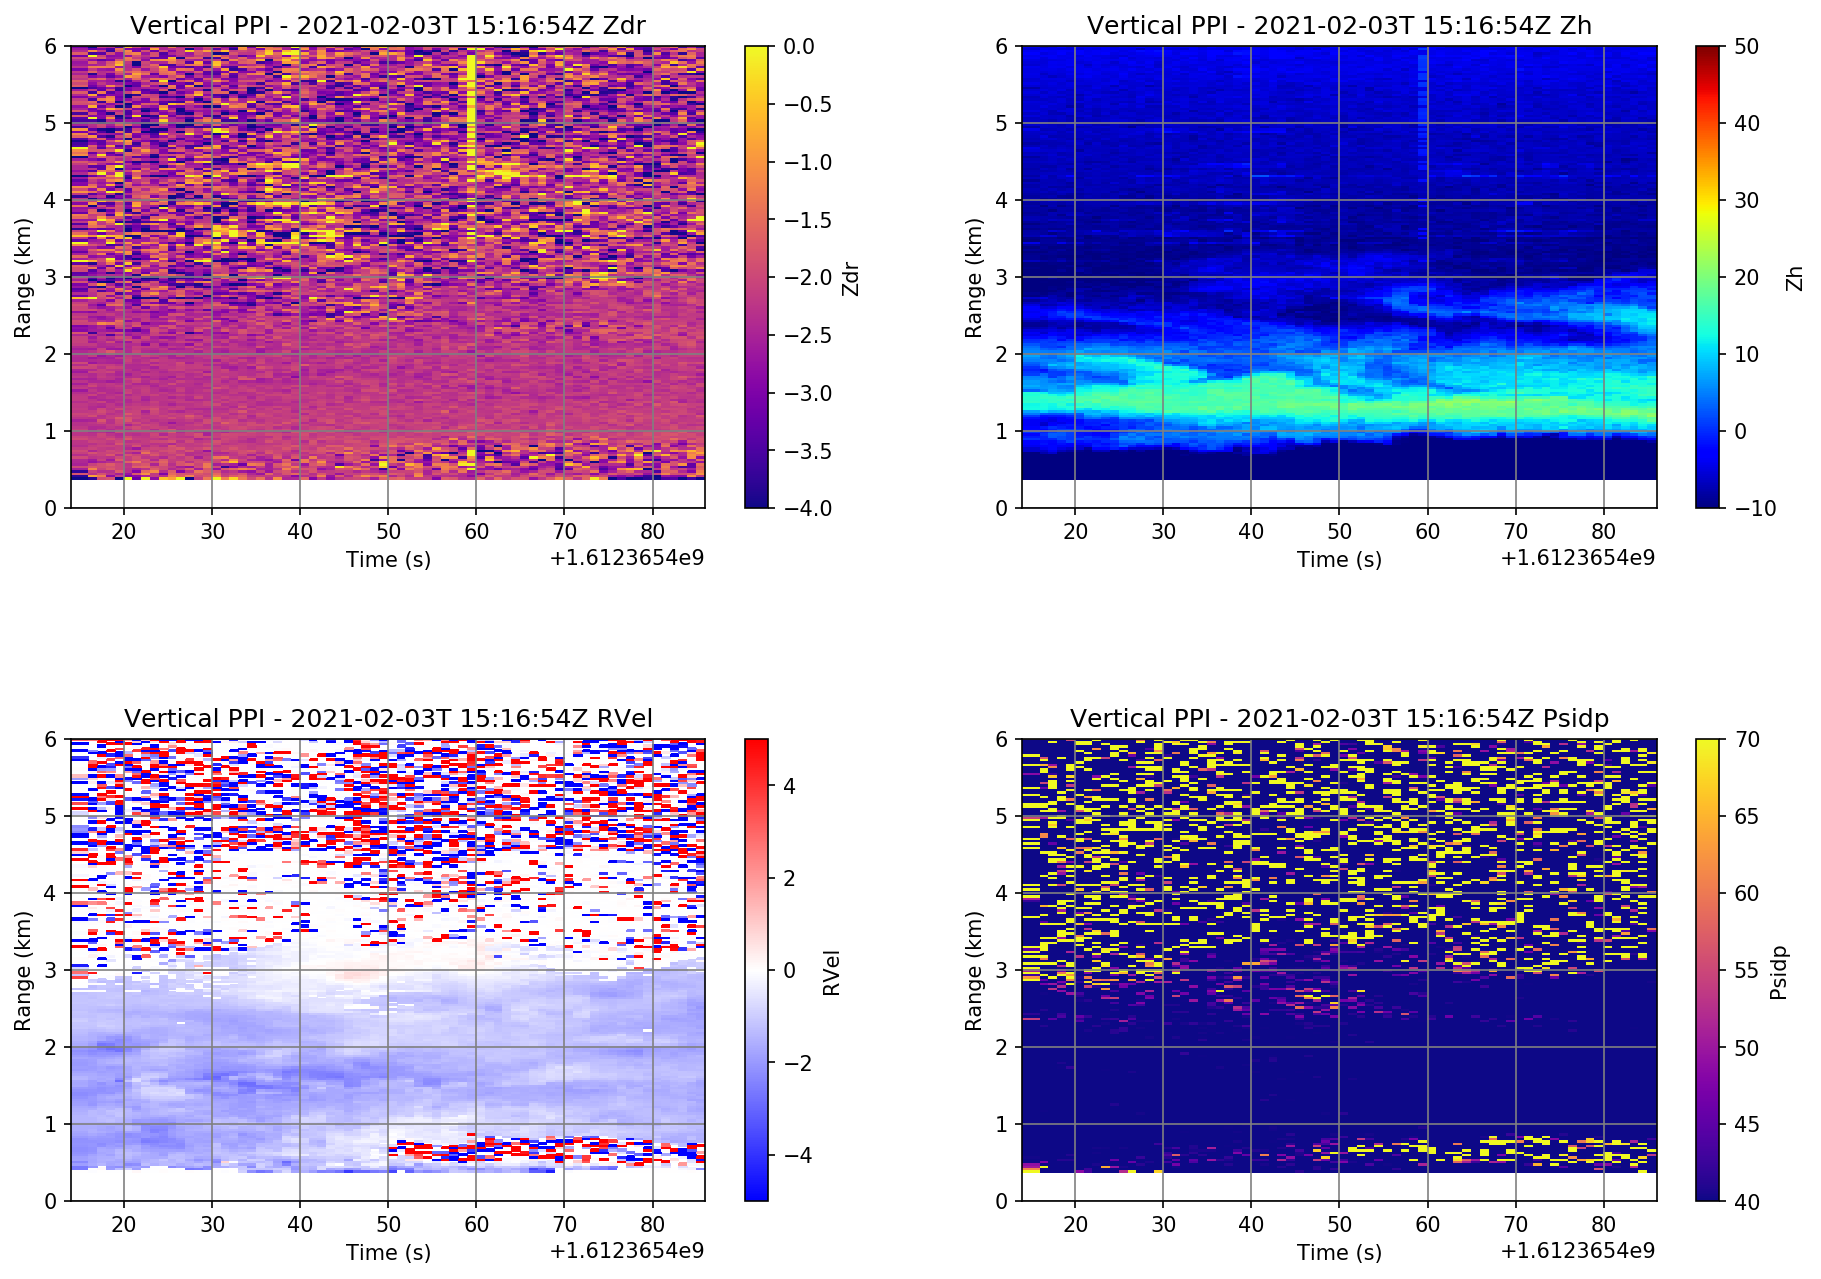 Vertical PPI - 2021-02-03T 15:16:54Z Zdr
6
5
4
3
2
1
0
Range (km)
20 30 40 50 60 70 80
Time (s)
+1.6123654e9
0.0
−0.5
−1.0
−1.5
−2.0
−2.5
−3.0
−3.5
−4.0
Zdr
Vertical PPI - 2021-02-03T 15:16:54Z Zh
6
5
4
3
2
1
0
Range (km)
20 30 40 50 60 70 80
Time (s)
+1.6123654e9
50
40
30
20
10
0
−10
Zh
Vertical PPI - 2021-02-03T 15:16:54Z RVel
6
5
4
3
2
1
0
Range (km)
20 30 40 50 60 70 80
Time (s)
+1.6123654e9
4
2
0
−2
−4
RVel
Vertical PPI - 2021-02-03T 15:16:54Z Psidp
6
5
4
3
2
1
0
Range (km)
20 30 40 50 60 70 80
Time (s)
+1.6123654e9
70
65
60
55
50
45
40
Psidp